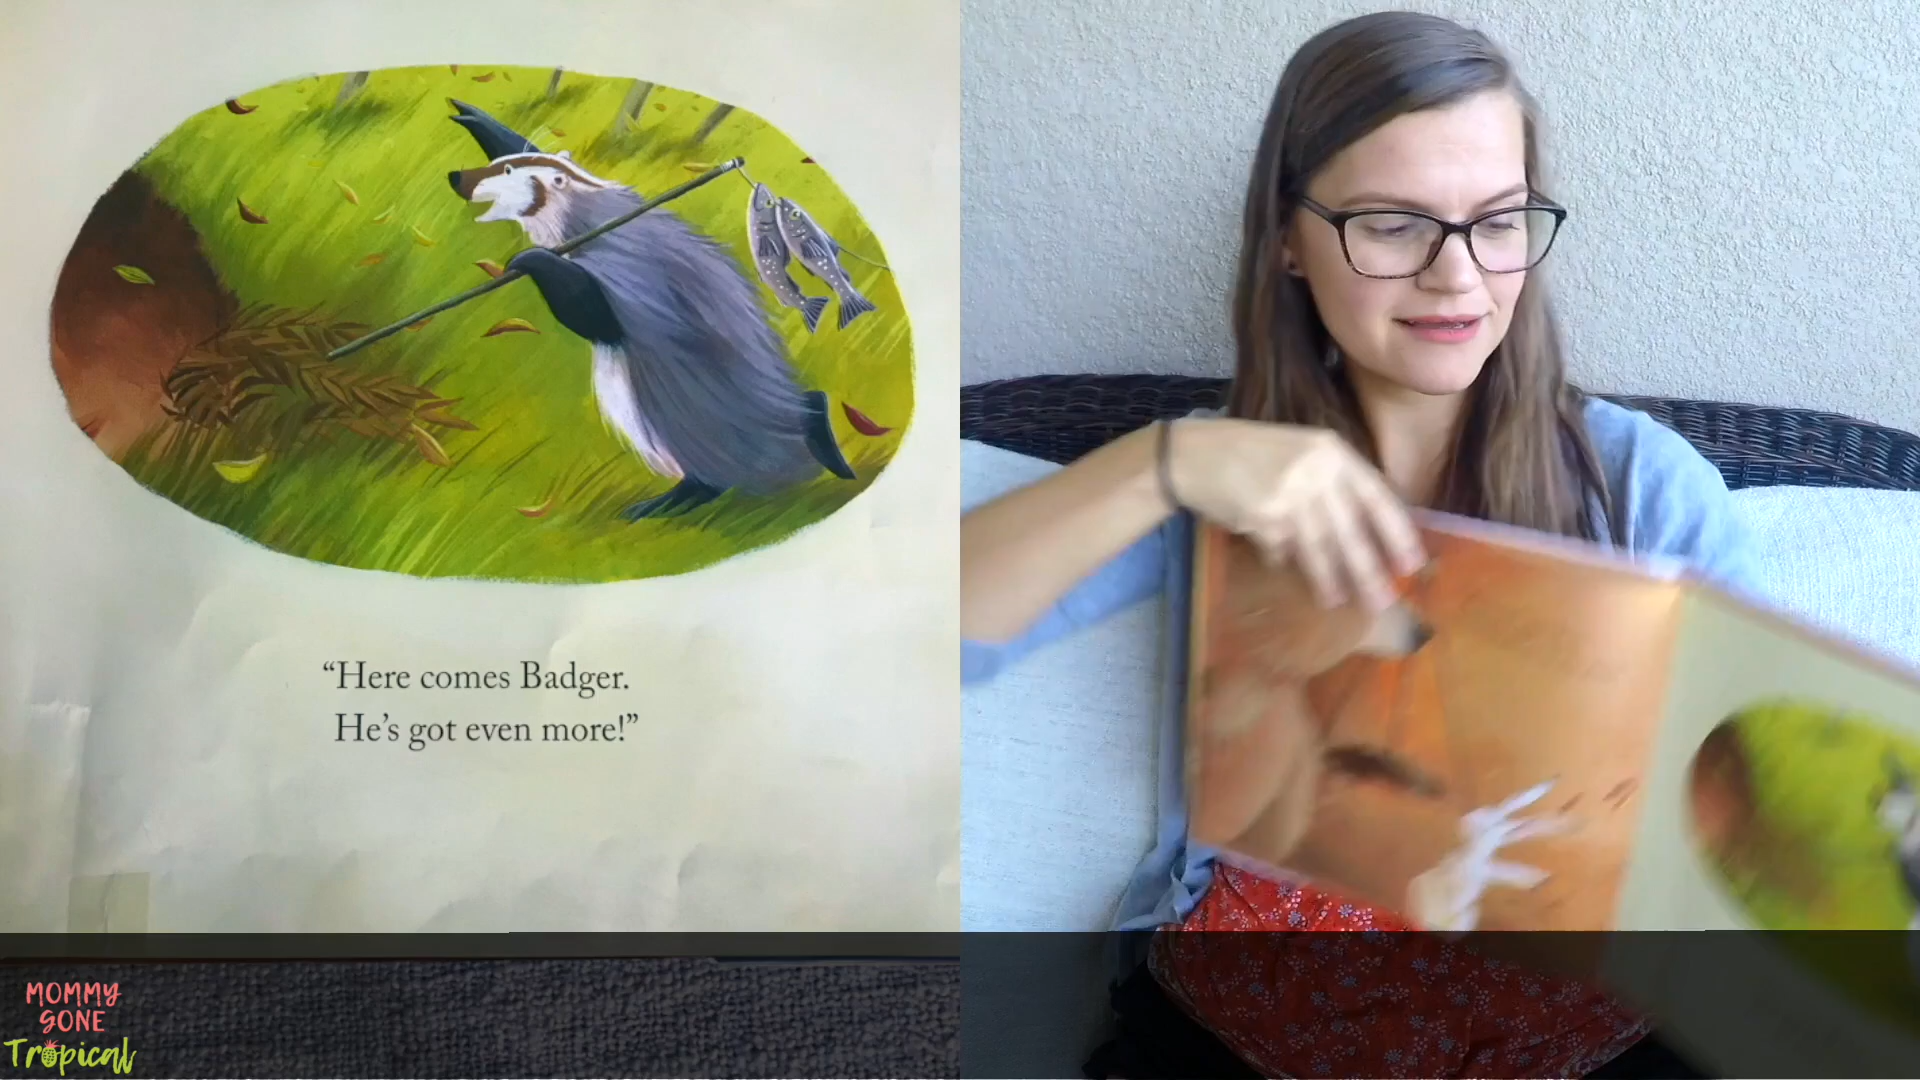 “Here comes Badger.
He’s got even more!”
MOMMY
GONE
Tropical